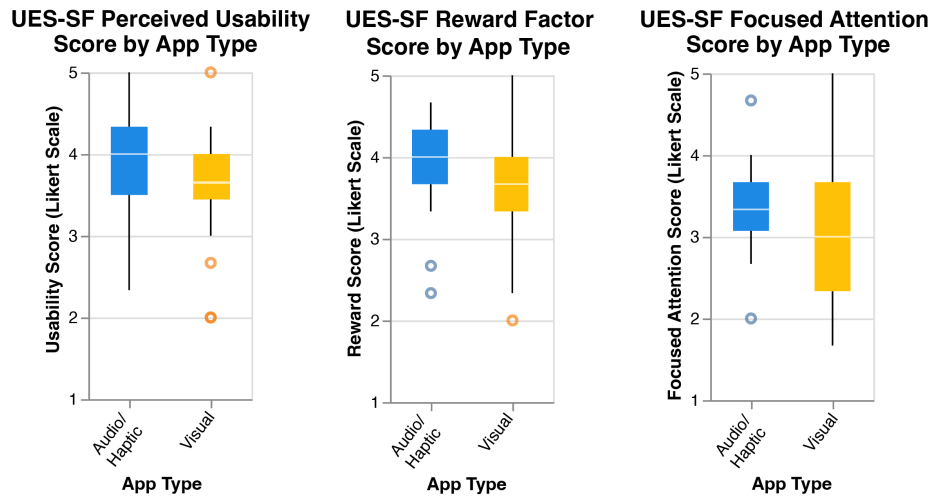 UES-SF Perceived Usability
Score by App Type
Usability Score (Likert Scale)
5
4
3
2
1
Audio/
Haptic
Visual
App Type
UES-SF Reward Factor
Score by App Type
Reward Score (Likert Scale)
5
4
3
2
1
Audio/
Haptic
Visual
App Type
UES-SF Focused Attention
Score by App Type
Focused Attention Score (Likert Scale)
5
4
3
2
1
Audio/
Haptic
Visual
App Type